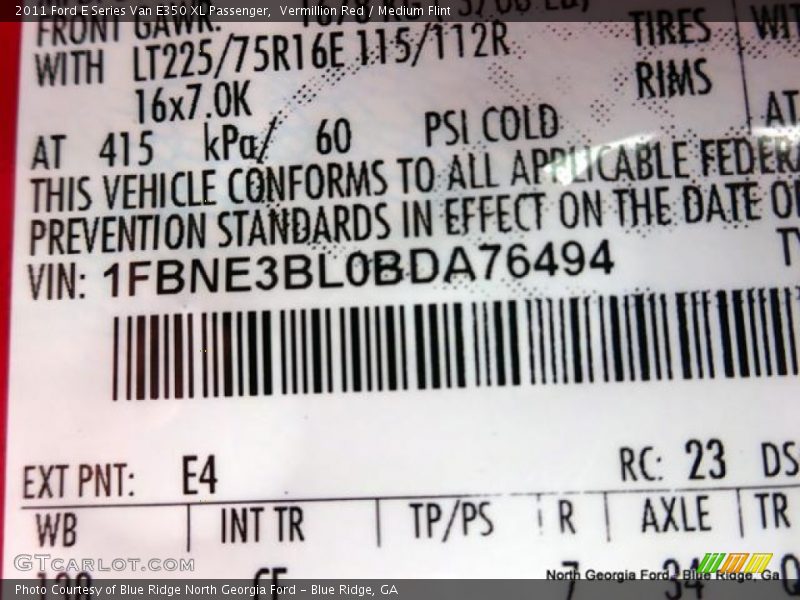 2011 Ford E Series Van E350 XL Passenger, Vermillion Red / Medium Flint
FRONT GAWR:
WITH LT225/75R16E 115/112R TIRES
16x7.0K RIMS
AT 415 kPa/ 60 PSI COLD AT
THIS VEHICLE CONFORMS TO ALL APPLICABLE FEDERA
PREVENTION STANDARDS IN EFFECT ON THE DATE O
VIN: 1FBNE3BL0BDA76494
EXT PNT: E4 RC: 23 DS
WB INT TR TP/PS R AXLE TR
GTCARLOT.COM
North Georgia Ford - Blue Ridge, Ga
Photo Courtesy of Blue Ridge North Georgia Ford – Blue Ridge, GA